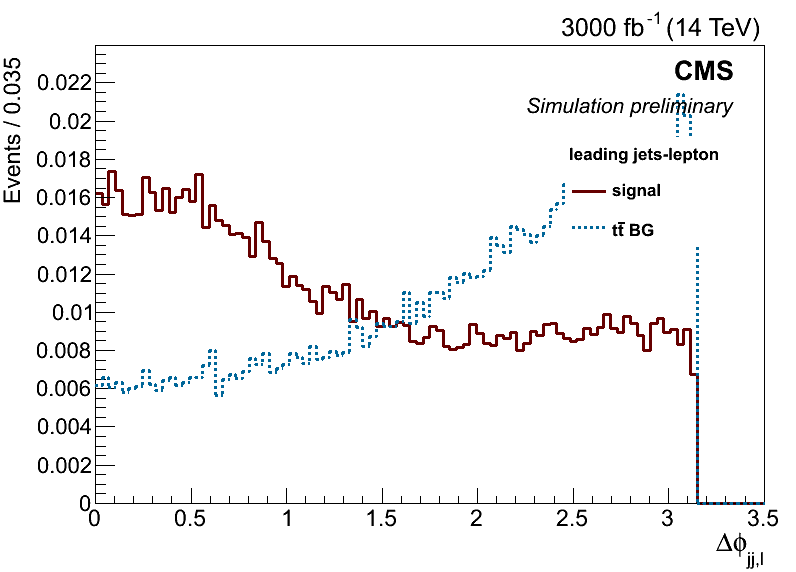 3000 fb-1 (14 TeV)
Events / 0.035
CMS
Simulation preliminary
leading jets-lepton
signal
tt̄ BG
0.022
0.02
0.018
0.016
0.014
0.012
0.01
0.008
0.006
0.004
0.002
0
0 0.5 1 1.5 2 2.5 3 3.5
Δϕjj,l